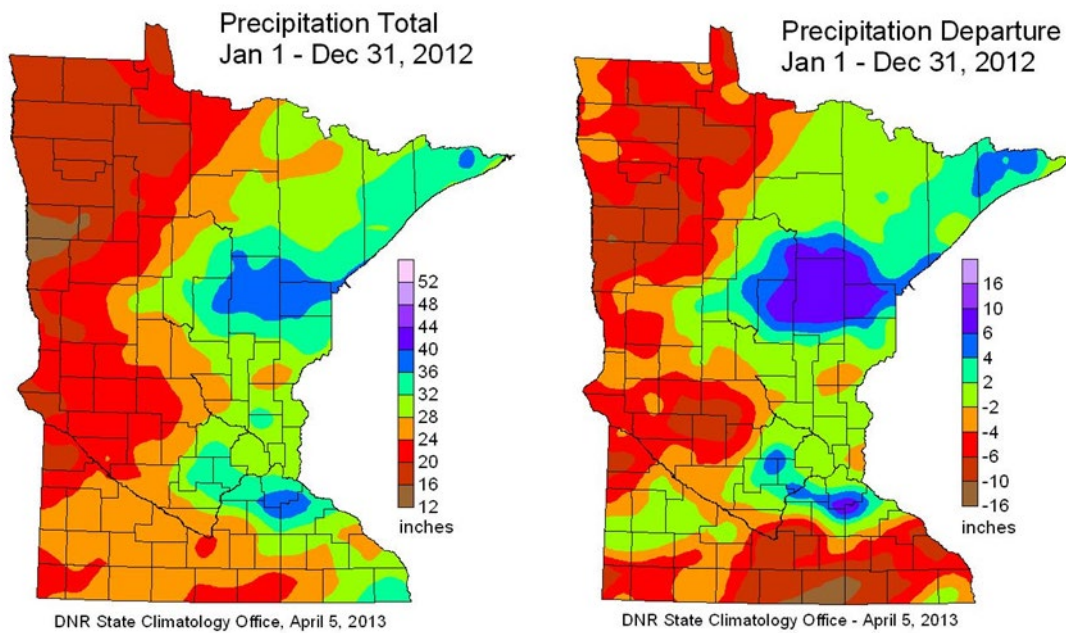 Precipitation Total
Jan 1 - Dec 31, 2012
52
48
44
40
36
32
28
24
20
16
12
inches
DNR State Climatology Office, April 5, 2013
Precipitation Departure
Jan 1 - Dec 31, 2012
16
10
6
4
2
-2
-4
-6
-10
-16
inches
DNR State Climatology Office - April 5, 2013